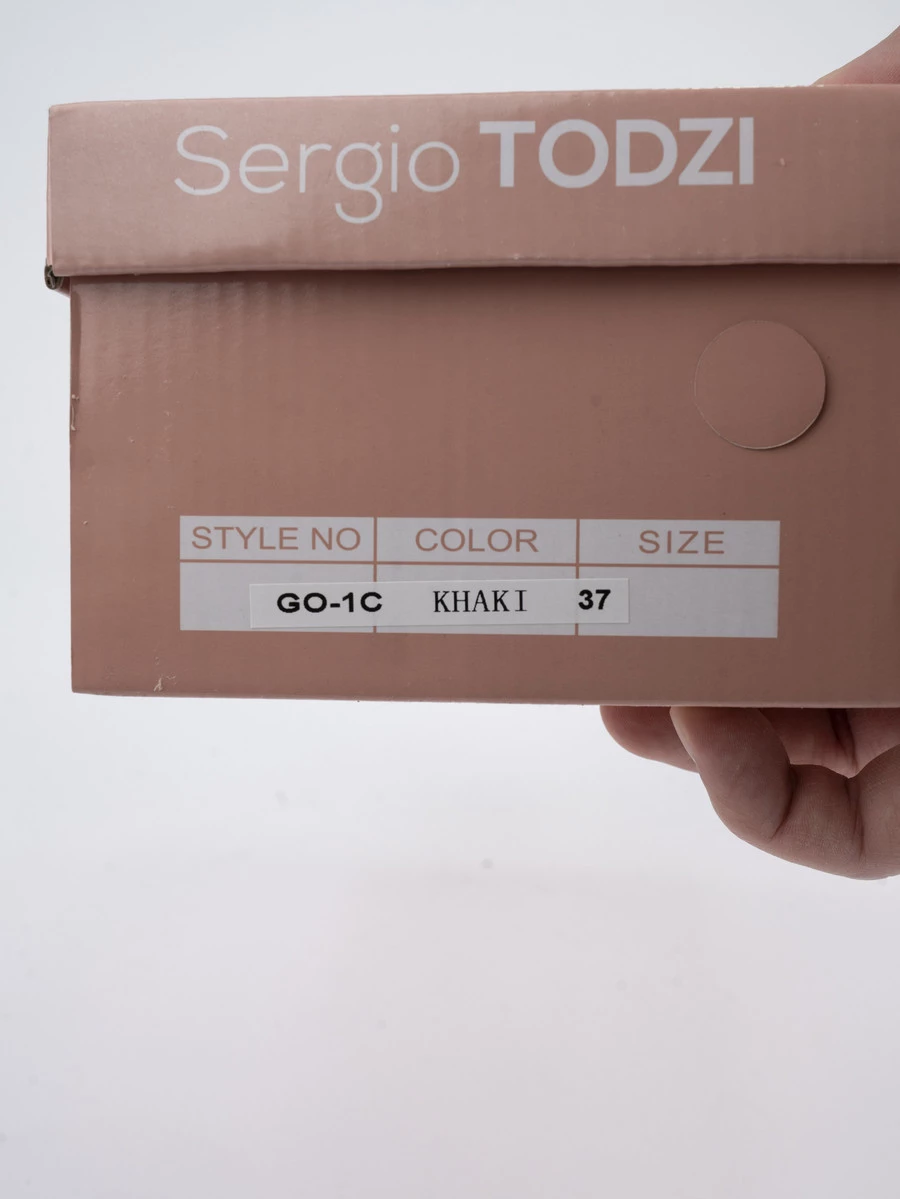 Sergio TODZI
STYLE NO COLOR SIZE
GO-1C KHAKI 37